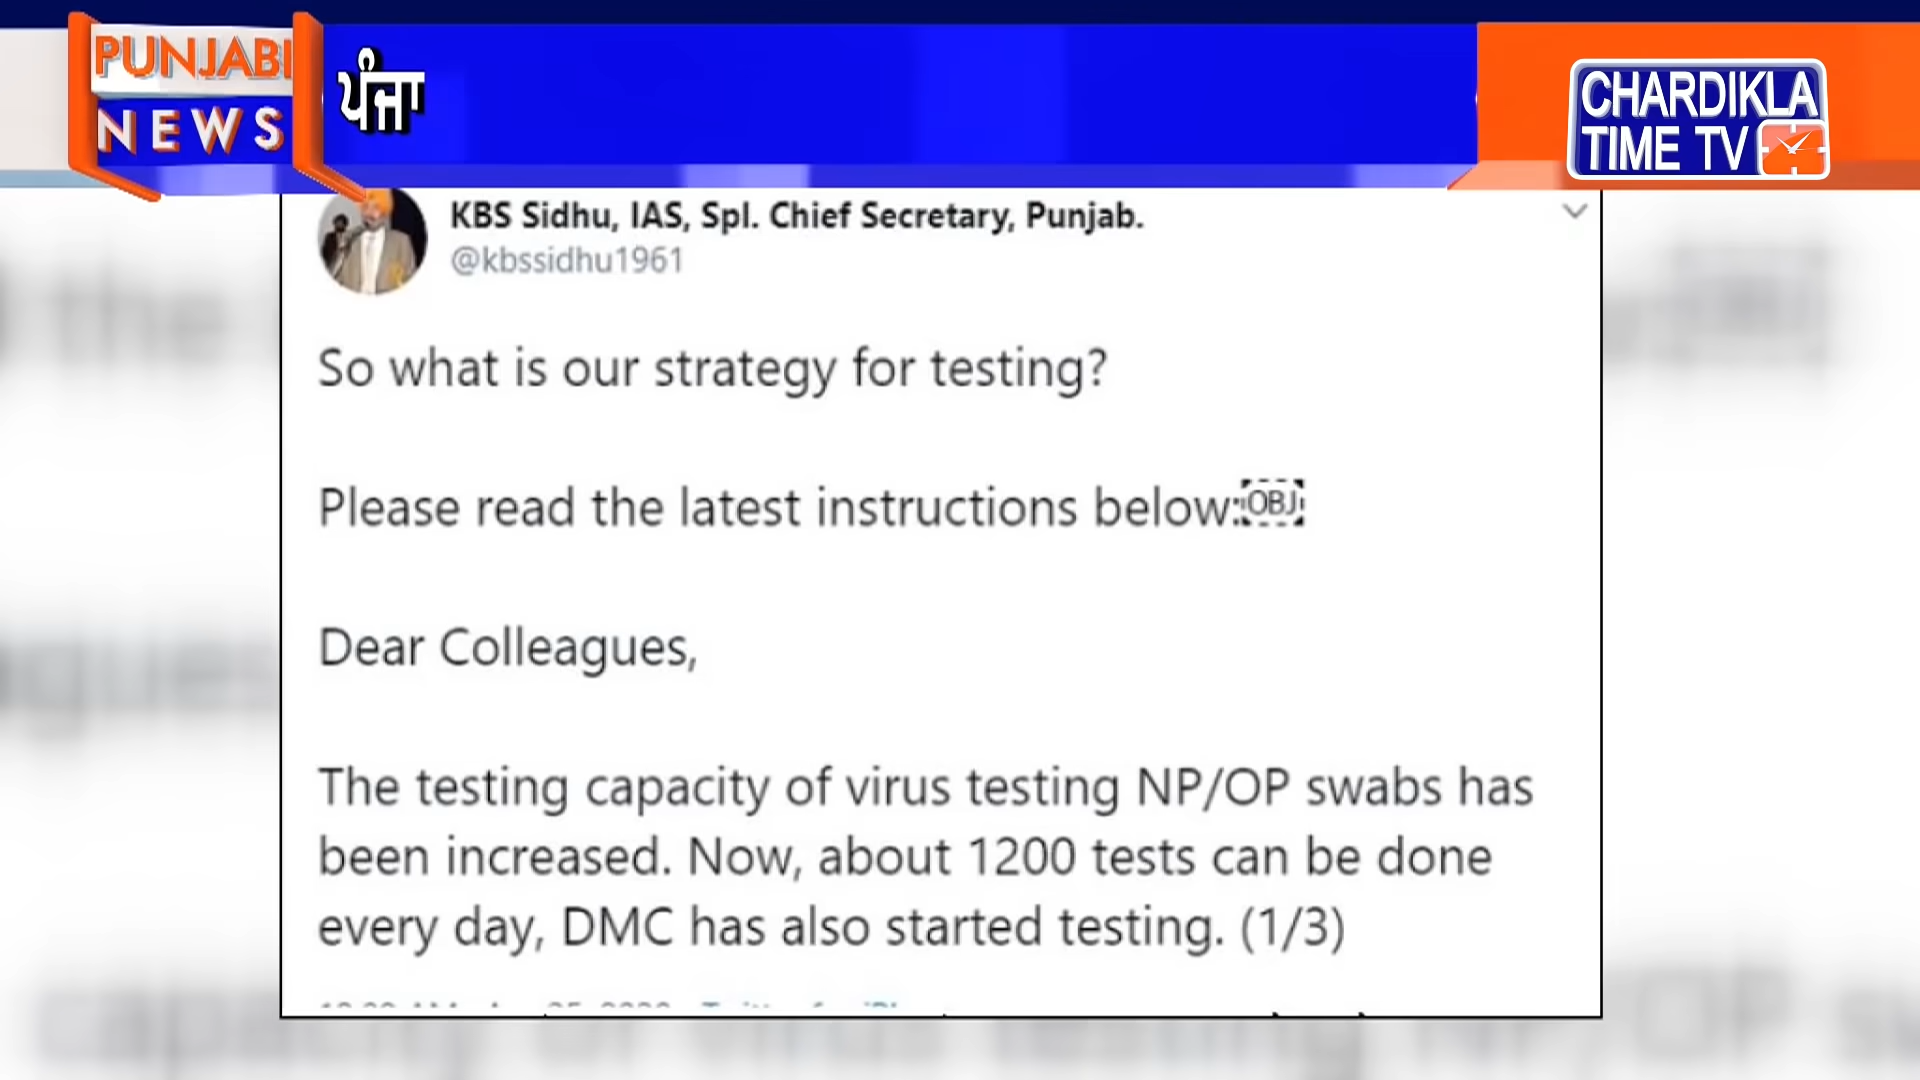 PUNJABI
NEWS
ਪੰਜਾ
CHARDIKLA
TIME TV
KBS Sidhu, IAS, Spl. Chief Secretary, Punjab.
@kbssidhu1961
So what is our strategy for testing?
Please read the latest instructions below:OBJ
Dear Colleagues,
The testing capacity of virus testing NP/OP swabs has
been increased. Now, about 1200 tests can be done
every day, DMC has also started testing. (1/3)